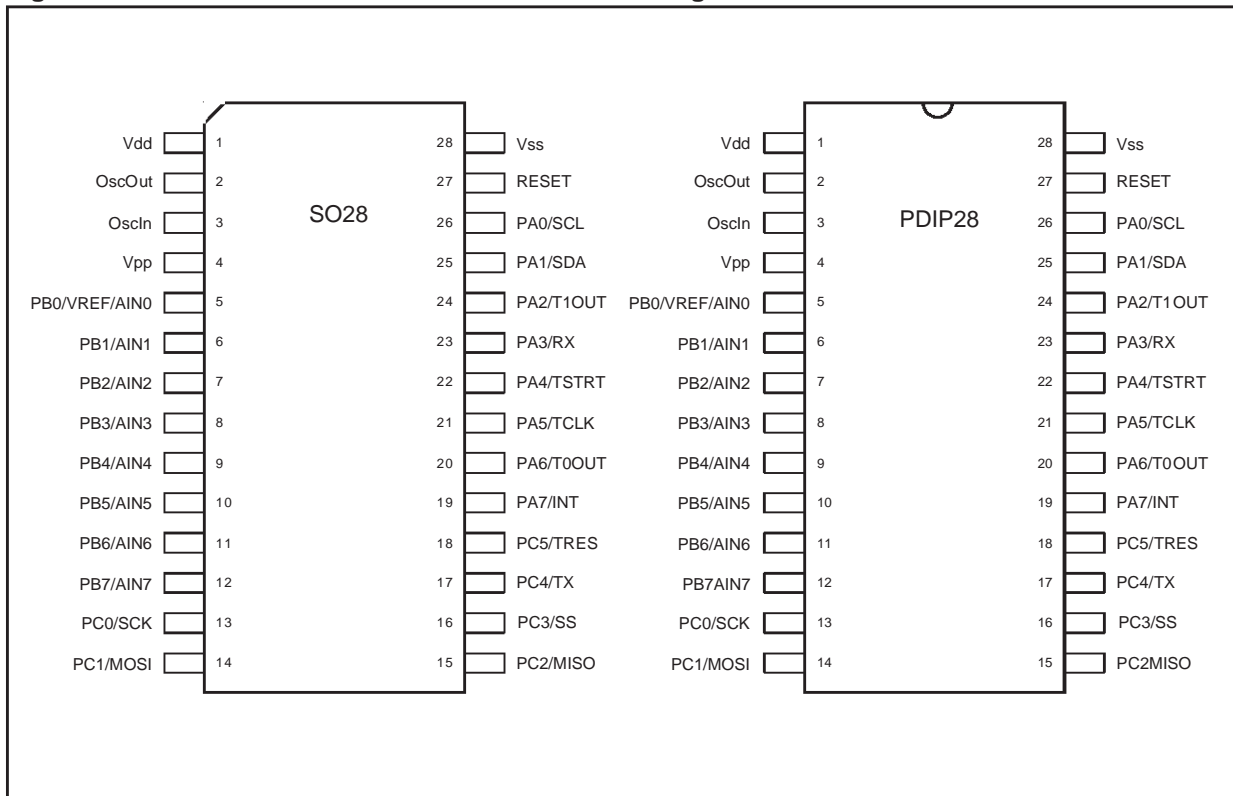 g
SO28
Vdd 1 28 Vss
OscOut 2 27 RESET
OscIn 3 26 PA0/SCL
Vpp 4 25 PA1/SDA
PB0/VREF/AIN0 5 24 PA2/T1OUT
PB1/AIN1 6 23 PA3/RX
PB2/AIN2 7 22 PA4/TSTRT
PB3/AIN3 8 21 PA5/TCLK
PB4/AIN4 9 20 PA6/T0OUT
PB5/AIN5 10 19 PA7/INT
PB6/AIN6 11 18 PC5/TRES
PB7/AIN7 12 17 PC4/TX
PC0/SCK 13 16 PC3/SS
PC1/MOSI 14 15 PC2/MISO
PDIP28
Vdd 1 28 Vss
OscOut 2 27 RESET
OscIn 3 26 PA0/SCL
Vpp 4 25 PA1/SDA
PB0/VREF/AIN0 5 24 PA2/T1OUT
PB1/AIN1 6 23 PA3/RX
PB2/AIN2 7 22 PA4/TSTRT
PB3/AIN3 8 21 PA5/TCLK
PB4/AIN4 9 20 PA6/T0OUT
PB5/AIN5 10 19 PA7/INT
PB6/AIN6 11 18 PC5/TRES
PB7AIN7 12 17 PC4/TX
PC0/SCK 13 16 PC3/SS
PC1/MOSI 14 15 PC2MISO